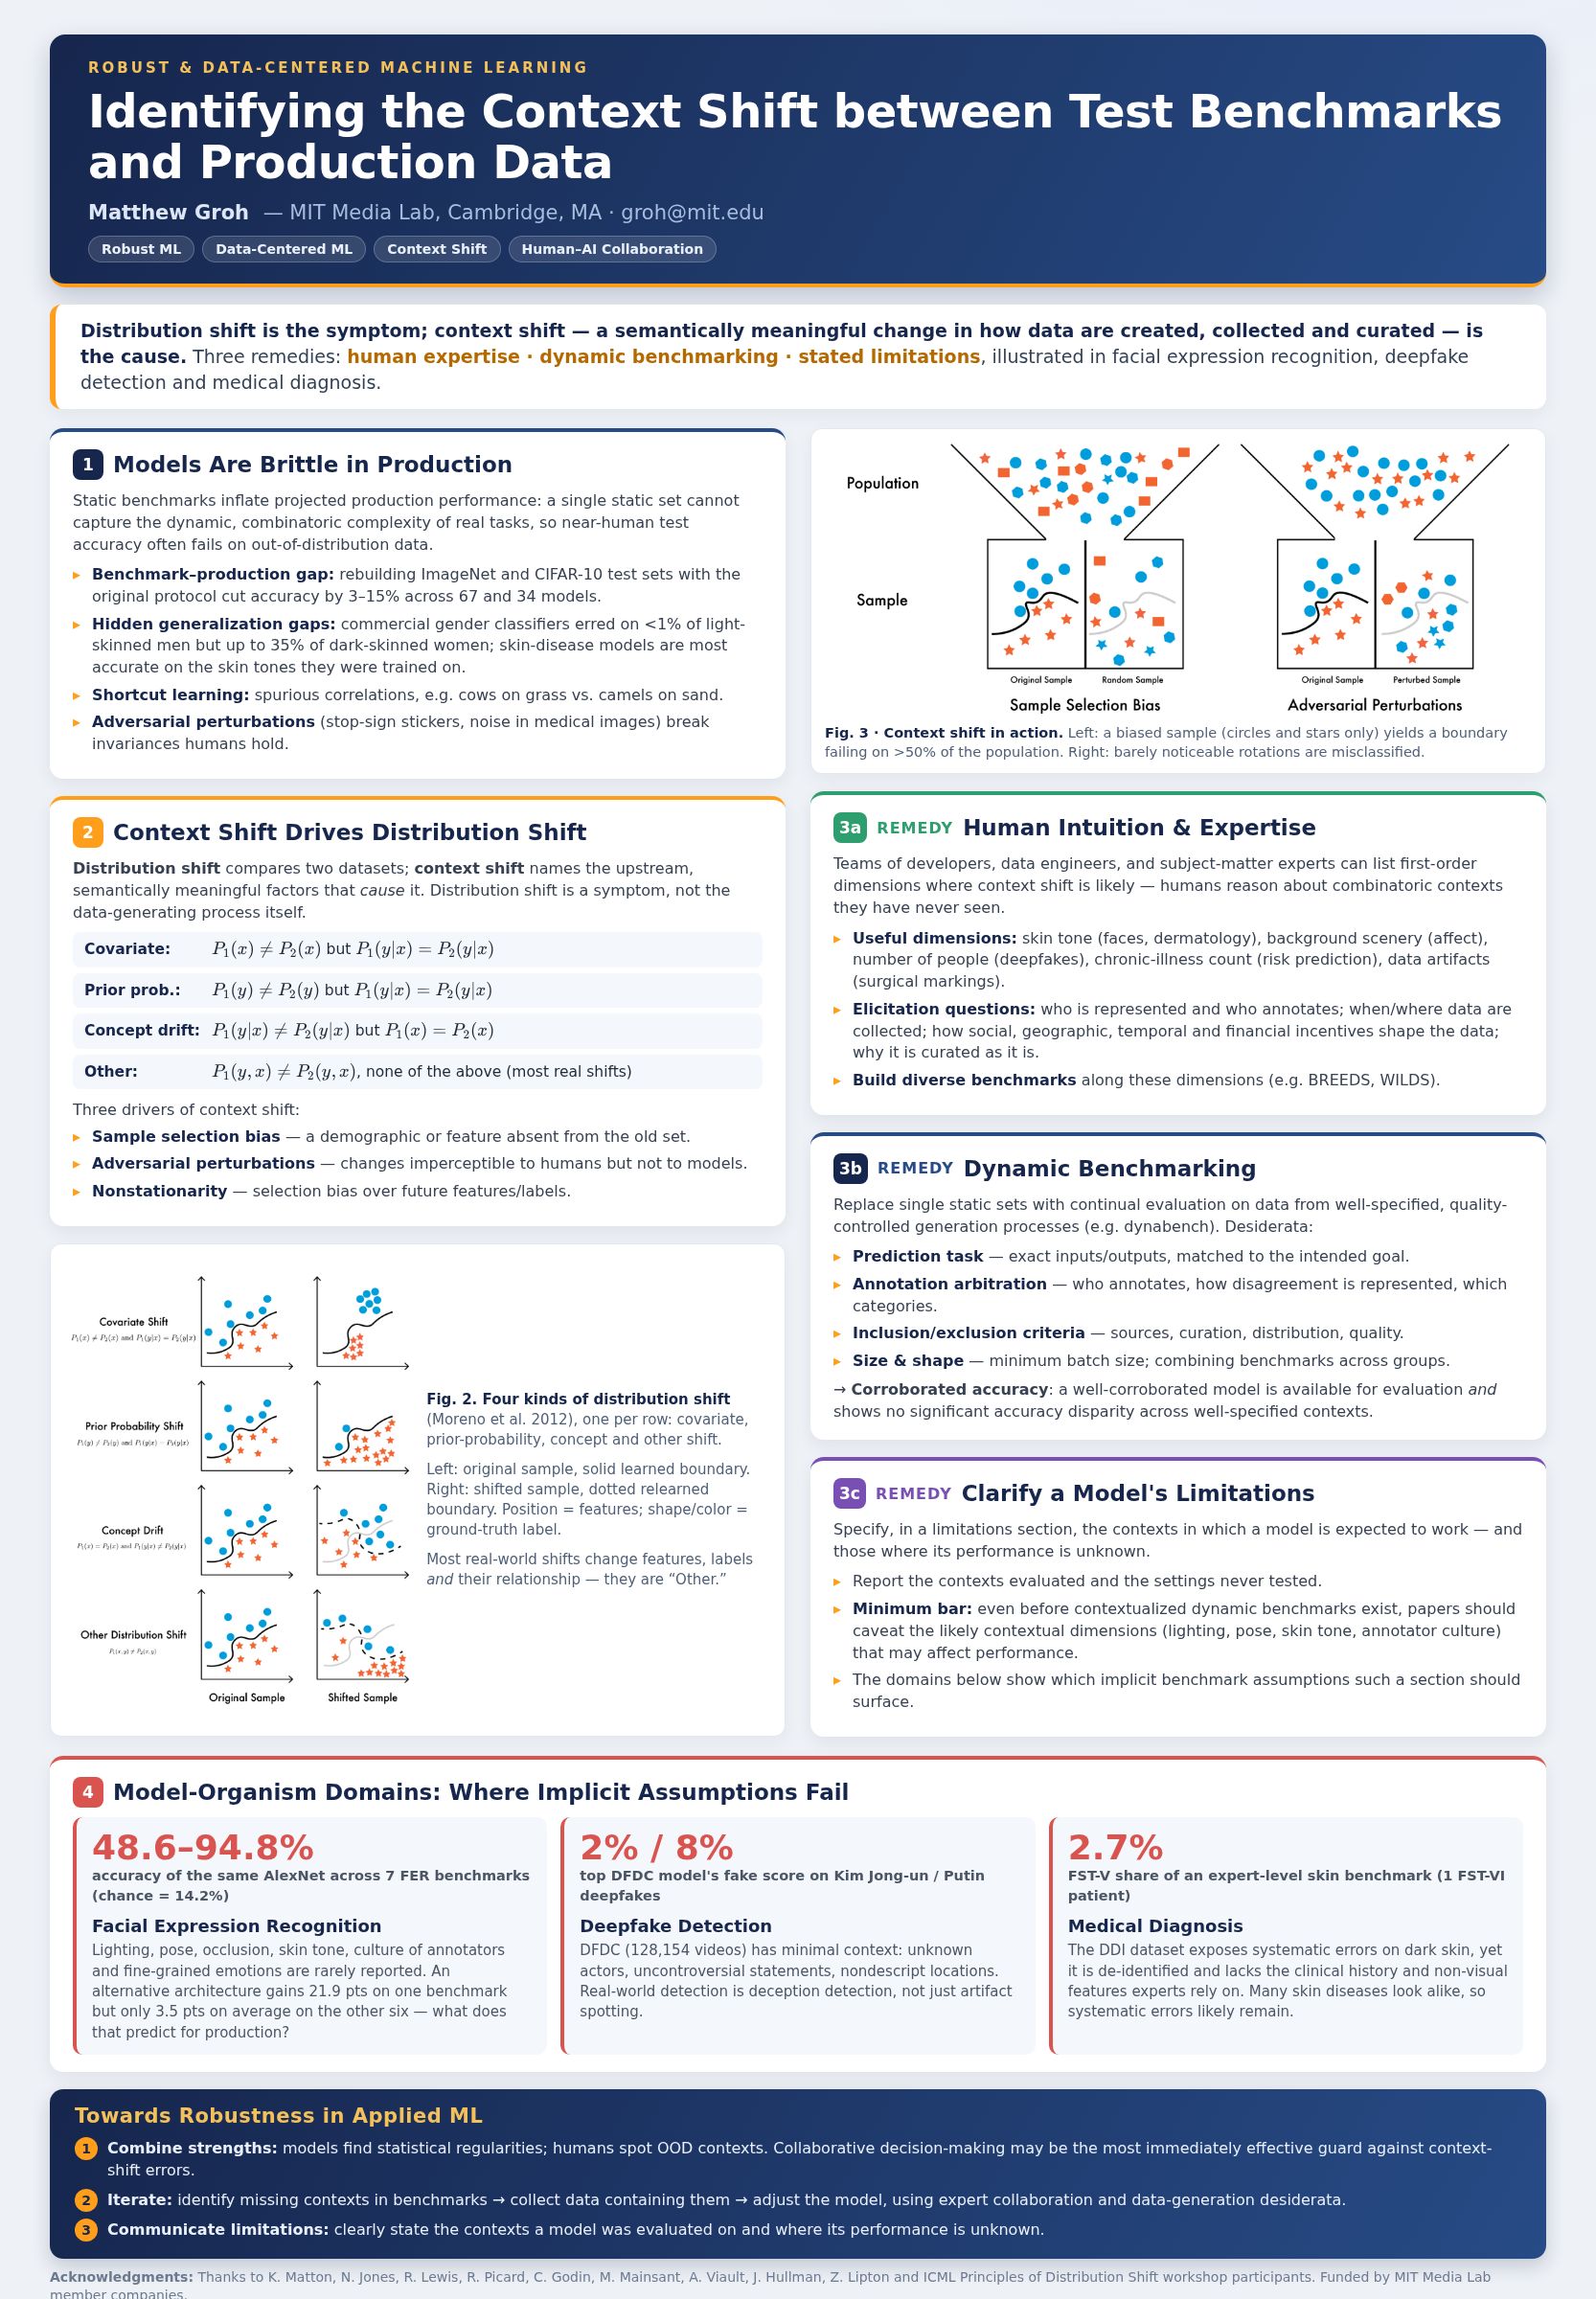 ROBUST & DATA-CENTERED MACHINE LEARNING
Identifying the Context Shift between Test Benchmarks
and Production Data
Matthew Groh — MIT Media Lab, Cambridge, MA · groh@mit.edu
Robust ML
Data-Centered ML
Context Shift
Human–AI Collaboration
Distribution shift is the symptom; context shift — a semantically meaningful change in how data are created, collected and curated — is
the cause. Three remedies: human expertise · dynamic benchmarking · stated limitations, illustrated in facial expression recognition, deepfake
detection and medical diagnosis.
1 Models Are Brittle in Production
Static benchmarks inflate projected production performance: a single static set cannot
capture the dynamic, combinatoric complexity of real tasks, so near-human test
accuracy often fails on out-of-distribution data.
▸ Benchmark–production gap: rebuilding ImageNet and CIFAR-10 test sets with the
original protocol cut accuracy by 3–15% across 67 and 34 models.
▸ Hidden generalization gaps: commercial gender classifiers erred on <1% of light-
skinned men but up to 35% of dark-skinned women; skin-disease models are most
accurate on the skin tones they were trained on.
▸ Shortcut learning: spurious correlations, e.g. cows on grass vs. camels on sand.
▸ Adversarial perturbations (stop-sign stickers, noise in medical images) break
invariances humans hold.
2 Context Shift Drives Distribution Shift
Distribution shift compares two datasets; context shift names the upstream,
semantically meaningful factors that cause it. Distribution shift is a symptom, not the
data-generating process itself.
Covariate: P₁(x) ≠ P₂(x) but P₁(y|x) = P₂(y|x)
Prior prob.: P₁(y) ≠ P₂(y) but P₁(y|x) = P₂(y|x)
Concept drift: P₁(y|x) ≠ P₂(y|x) but P₁(x) = P₂(x)
Other: P₁(y, x) ≠ P₂(y, x), none of the above (most real shifts)
Three drivers of context shift:
▸ Sample selection bias — a demographic or feature absent from the old set.
▸ Adversarial perturbations — changes imperceptible to humans but not to models.
▸ Nonstationarity — selection bias over future features/labels.
Covariate Shift
P₁(x) ≠ P₂(x) and P₁(y|x) = P₂(y|x)
Prior Probability Shift
P₁(y) ≠ P₂(y) and P₁(y|x) = P₂(y|x)
Concept Drift
P₁(x) = P₂(x) and P₁(y|x) ≠ P₂(y|x)
Other Distribution Shift
P₁(x,y) ≠ P₂(x,y)
Original Sample
Shifted Sample
Fig. 2. Four kinds of distribution shift
(Moreno et al. 2012), one per row: covariate,
prior-probability, concept and other shift.
Left: original sample, solid learned boundary.
Right: shifted sample, dotted relearned
boundary. Position = features; shape/color =
ground-truth label.
Most real-world shifts change features, labels
and their relationship — they are “Other.”
Population
Sample
Original Sample
Random Sample
Original Sample
Perturbed Sample
Sample Selection Bias
Adversarial Perturbations
Fig. 3 · Context shift in action. Left: a biased sample (circles and stars only) yields a boundary
failing on >50% of the population. Right: barely noticeable rotations are misclassified.
3a REMEDY Human Intuition & Expertise
Teams of developers, data engineers, and subject-matter experts can list first-order
dimensions where context shift is likely — humans reason about combinatoric contexts
they have never seen.
▸ Useful dimensions: skin tone (faces, dermatology), background scenery (affect),
number of people (deepfakes), chronic-illness count (risk prediction), data artifacts
(surgical markings).
▸ Elicitation questions: who is represented and who annotates; when/where data are
collected; how social, geographic, temporal and financial incentives shape the data;
why it is curated as it is.
▸ Build diverse benchmarks along these dimensions (e.g. BREEDS, WILDS).
3b REMEDY Dynamic Benchmarking
Replace single static sets with continual evaluation on data from well-specified, quality-
controlled generation processes (e.g. dynabench). Desiderata:
▸ Prediction task — exact inputs/outputs, matched to the intended goal.
▸ Annotation arbitration — who annotates, how disagreement is represented, which
categories.
▸ Inclusion/exclusion criteria — sources, curation, distribution, quality.
▸ Size & shape — minimum batch size; combining benchmarks across groups.
→ Corroborated accuracy: a well-corroborated model is available for evaluation and
shows no significant accuracy disparity across well-specified contexts.
3c REMEDY Clarify a Model's Limitations
Specify, in a limitations section, the contexts in which a model is expected to work — and
those where its performance is unknown.
▸ Report the contexts evaluated and the settings never tested.
▸ Minimum bar: even before contextualized dynamic benchmarks exist, papers should
caveat the likely contextual dimensions (lighting, pose, skin tone, annotator culture)
that may affect performance.
▸ The domains below show which implicit benchmark assumptions such a section should
surface.
4 Model-Organism Domains: Where Implicit Assumptions Fail
48.6–94.8%
accuracy of the same AlexNet across 7 FER benchmarks
(chance = 14.2%)
Facial Expression Recognition
Lighting, pose, occlusion, skin tone, culture of annotators
and fine-grained emotions are rarely reported. An
alternative architecture gains 21.9 pts on one benchmark
but only 3.5 pts on average on the other six — what does
that predict for production?
2% / 8%
top DFDC model's fake score on Kim Jong-un / Putin
deepfakes
Deepfake Detection
DFDC (128,154 videos) has minimal context: unknown
actors, uncontroversial statements, nondescript locations.
Real-world detection is deception detection, not just artifact
spotting.
2.7%
FST-V share of an expert-level skin benchmark (1 FST-VI
patient)
Medical Diagnosis
The DDI dataset exposes systematic errors on dark skin, yet
it is de-identified and lacks the clinical history and non-visual
features experts rely on. Many skin diseases look alike, so
systematic errors likely remain.
Towards Robustness in Applied ML
1 Combine strengths: models find statistical regularities; humans spot OOD contexts. Collaborative decision-making may be the most immediately effective guard against context-
shift errors.
2 Iterate: identify missing contexts in benchmarks → collect data containing them → adjust the model, using expert collaboration and data-generation desiderata.
3 Communicate limitations: clearly state the contexts a model was evaluated on and where its performance is unknown.
Acknowledgments: Thanks to K. Matton, N. Jones, R. Lewis, R. Picard, C. Godin, M. Mainsant, A. Viault, J. Hullman, Z. Lipton and ICML Principles of Distribution Shift workshop participants. Funded by MIT Media Lab
member companies.